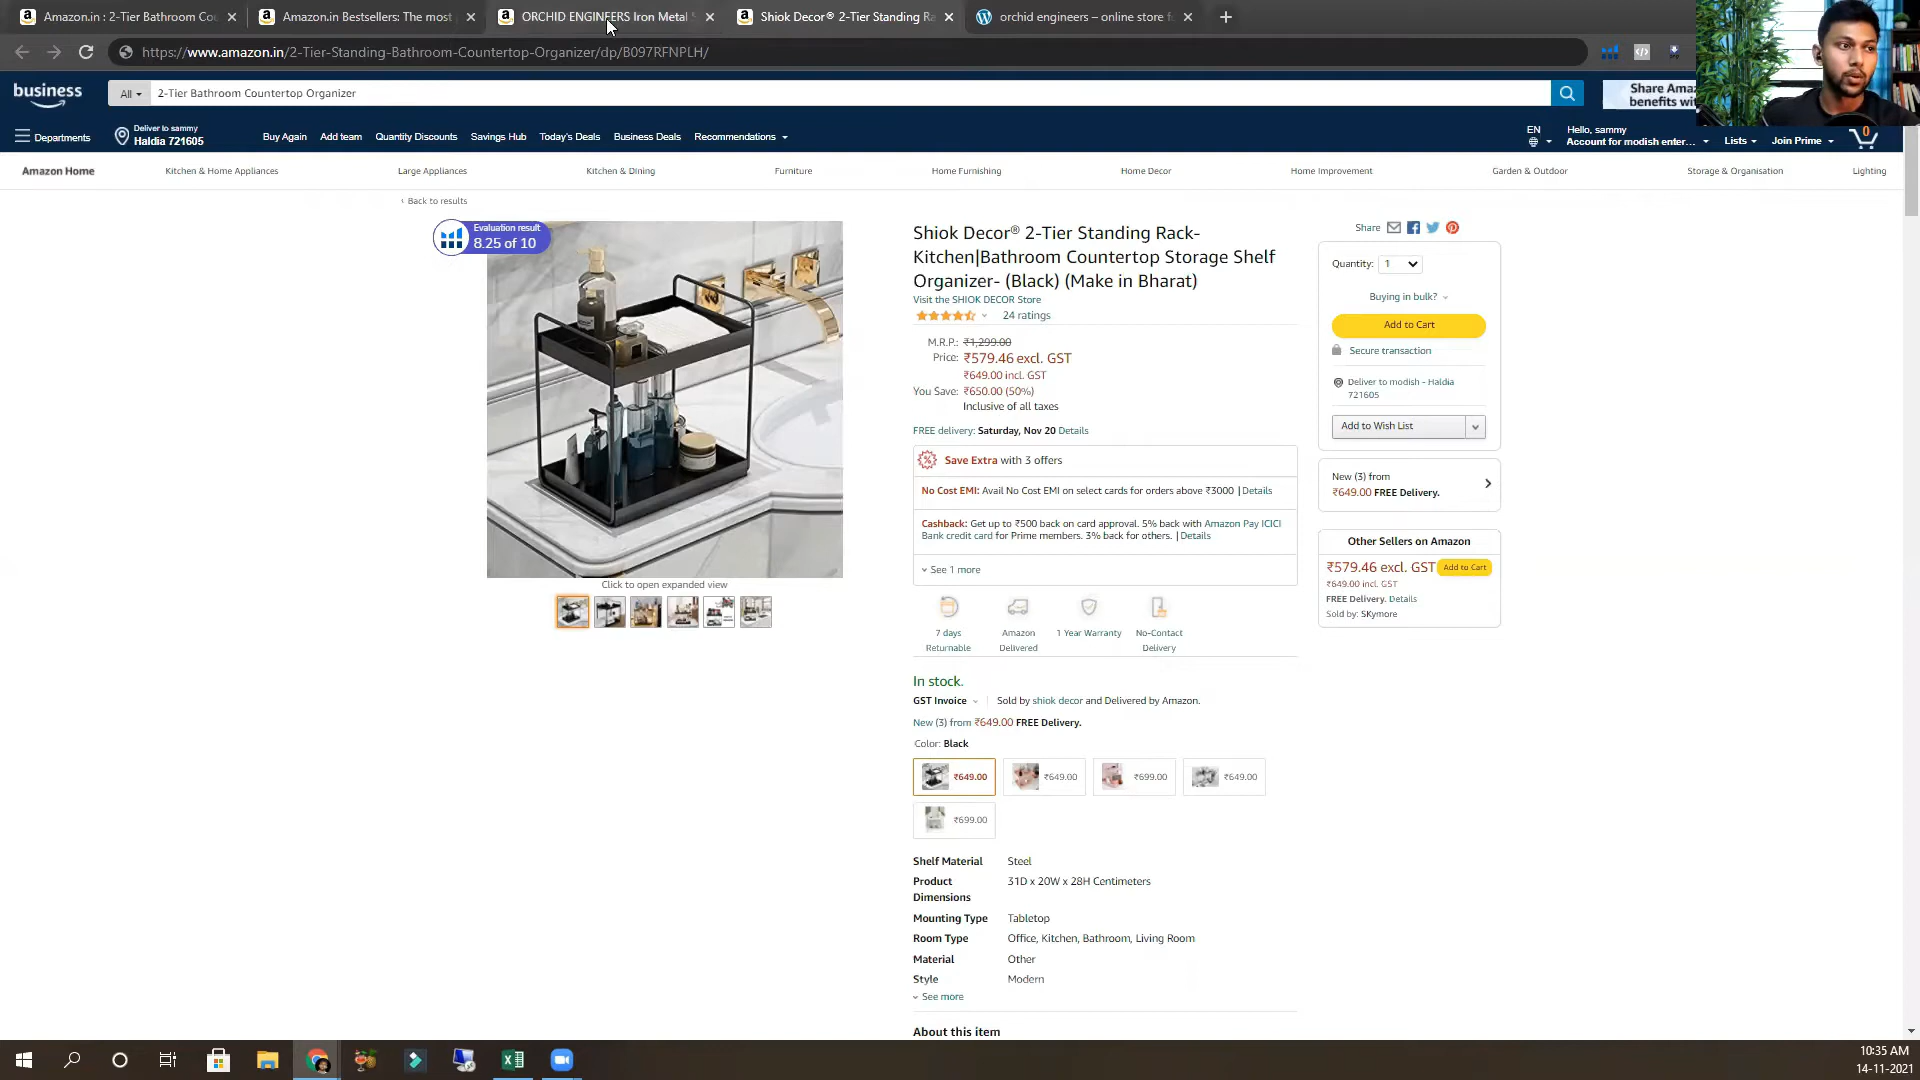 Amazon.in : 2-Tier Bathroom Cou
Amazon.in Bestsellers: The most
ORCHID ENGINEERS Iron Metal S
Shiok Decor® 2-Tier Standing Ra
orchid engineers – online store f
https://www.amazon.in/2-Tier-Standing-Bathroom-Countertop-Organizer/dp/B097RFNPLH/
business
All
2-Tier Bathroom Countertop Organizer
Share Amaz
benefits wit
Departments
Deliver to sammy
Haldia 721605
Buy Again
Add team
Quantity Discounts
Savings Hub
Today's Deals
Business Deals
Recommendations
EN
Hello, sammy
Account for modish enter...
Lists
Join Prime
0
Amazon Home
Kitchen & Home Appliances
Large Appliances
Kitchen & Dining
Furniture
Home Furnishing
Home Decor
Home Improvement
Garden & Outdoor
Storage & Organisation
Lighting
‹ Back to results
Evaluation result
8.25 of 10
Click to open expanded view
Shiok Decor® 2-Tier Standing Rack-
Kitchen|Bathroom Countertop Storage Shelf
Organizer- (Black) (Make in Bharat)
Visit the SHIOK DECOR Store
24 ratings
M.R.P.: ₹1,299.00
Price: ₹579.46 excl. GST
₹649.00 incl. GST
You Save: ₹650.00 (50%)
Inclusive of all taxes
FREE delivery: Saturday, Nov 20 Details
Save Extra with 3 offers
No Cost EMI: Avail No Cost EMI on select cards for orders above ₹3000 | Details
Cashback: Get up to ₹500 back on card approval. 5% back with Amazon Pay ICICI
Bank credit card for Prime members. 3% back for others. | Details
See 1 more
7 days
Returnable
Amazon
Delivered
1 Year Warranty
No-Contact
Delivery
In stock.
GST Invoice | Sold by shiok decor and Delivered by Amazon.
New (3) from ₹649.00 FREE Delivery.
Color: Black
₹649.00
₹649.00
₹699.00
₹649.00
₹699.00
Shelf Material Steel
Product
Dimensions
31D x 20W x 28H Centimeters
Mounting Type Tabletop
Room Type Office, Kitchen, Bathroom, Living Room
Material Other
Style Modern
See more
About this item
Share
Quantity: 1
Buying in bulk?
Add to Cart
Secure transaction
Deliver to modish - Haldia
721605
Add to Wish List
New (3) from
₹649.00 FREE Delivery.
Other Sellers on Amazon
₹579.46 excl. GST
Add to Cart
₹649.00 incl. GST
FREE Delivery. Details
Sold by: SKymore
10:35 AM
14-11-2021